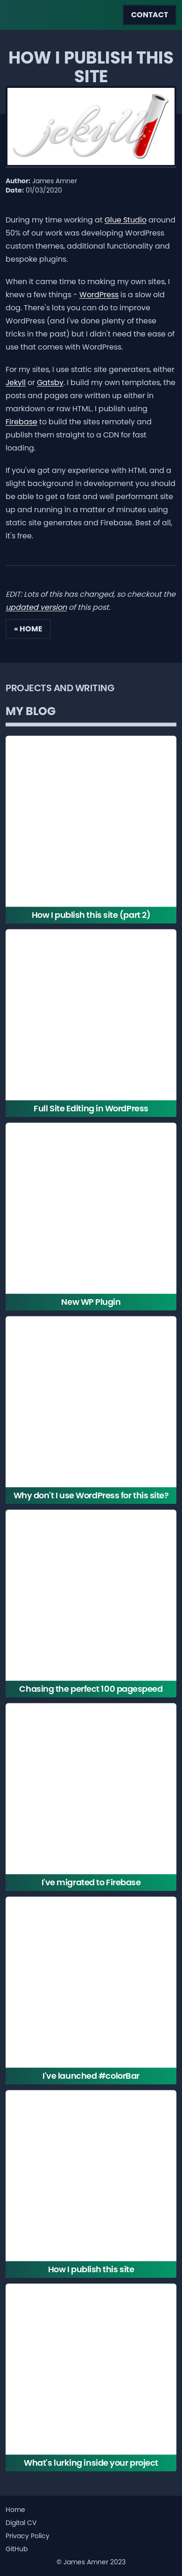 CONTACT
HOW I PUBLISH THIS
SITE
jekyll
Author: James Amner
Date: 01/03/2020
During my time working at Glue Studio around
50% of our work was developing WordPress
custom themes, additional functionality and
bespoke plugins.
When it came to time to making my own sites, I
knew a few things - WordPress is a slow old
dog. There's lots you can do to improve
WordPress (and I've done plenty of these
tricks in the past) but I didn't need the ease of
use that comes with WordPress.
For my sites, I use static site generaters, either
Jekyll or Gatsby. I build my own templates, the
posts and pages are written up either in
markdown or raw HTML. I publish using
Firebase to build the sites remotely and
publish them straight to a CDN for fast
loading.
If you've got any experience with HTML and a
slight background in development you should
be able to get a fast and well performant site
up and running in a matter of minutes using
static site generates and Firebase. Best of all,
it's free.
EDIT: Lots of this has changed, so checkout the
updated version of this post.
« HOME
PROJECTS AND WRITING
MY BLOG
How I publish this site (part 2)
Full Site Editing in WordPress
New WP Plugin
Why don't I use WordPress for this site?
Chasing the perfect 100 pagespeed
I've migrated to Firebase
I've launched #colorBar
How I publish this site
What's lurking inside your project
Home
Digital CV
Privacy Policy
GitHub
© James Amner 2023